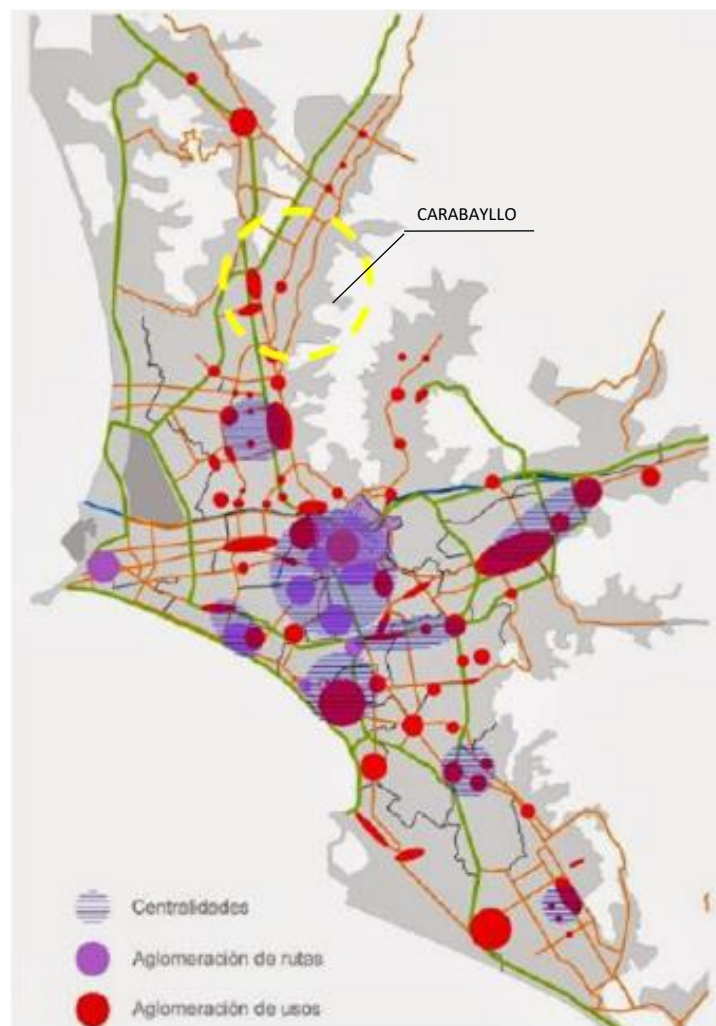 CARABAYLLO
Centralidades
Aglomeración de rutas
Aglomeración de usos